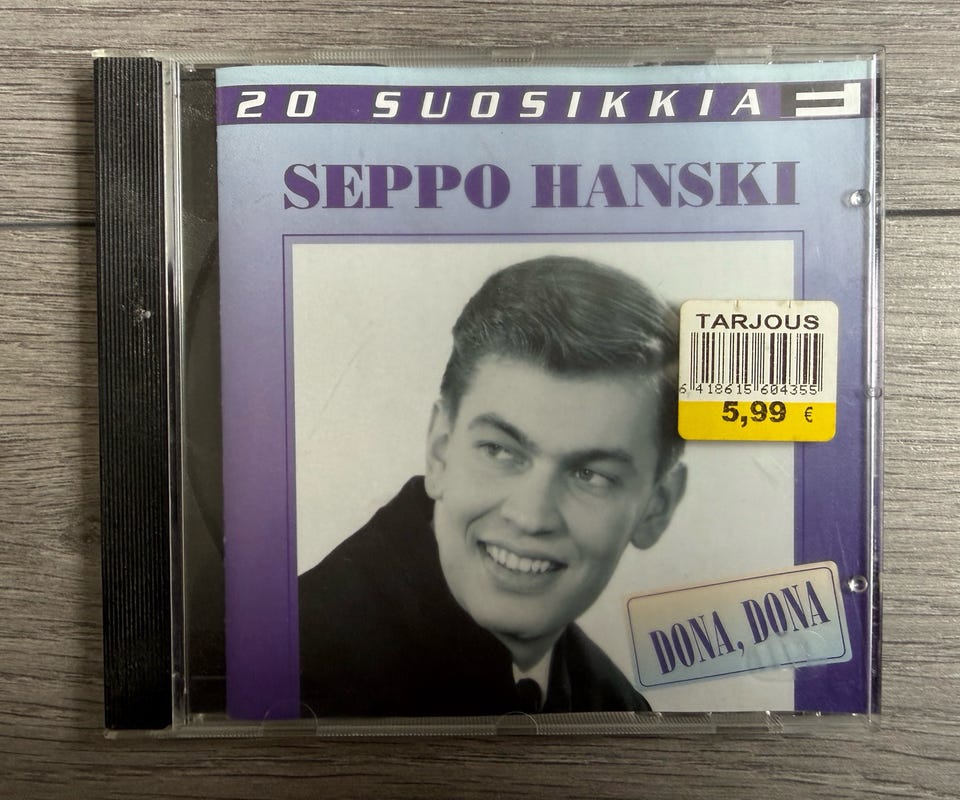 20 SUOSIKKIA
SEPPO HANSKI
TARJOUS
6 418615 604355
5,99 €
DONA, DONA